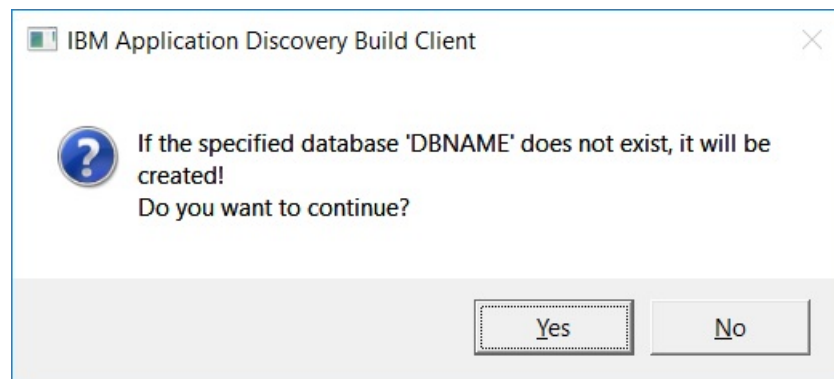 IBM Application Discovery Build Client
If the specified database 'DBNAME' does not exist, it will be
created!
Do you want to continue?
Yes
No